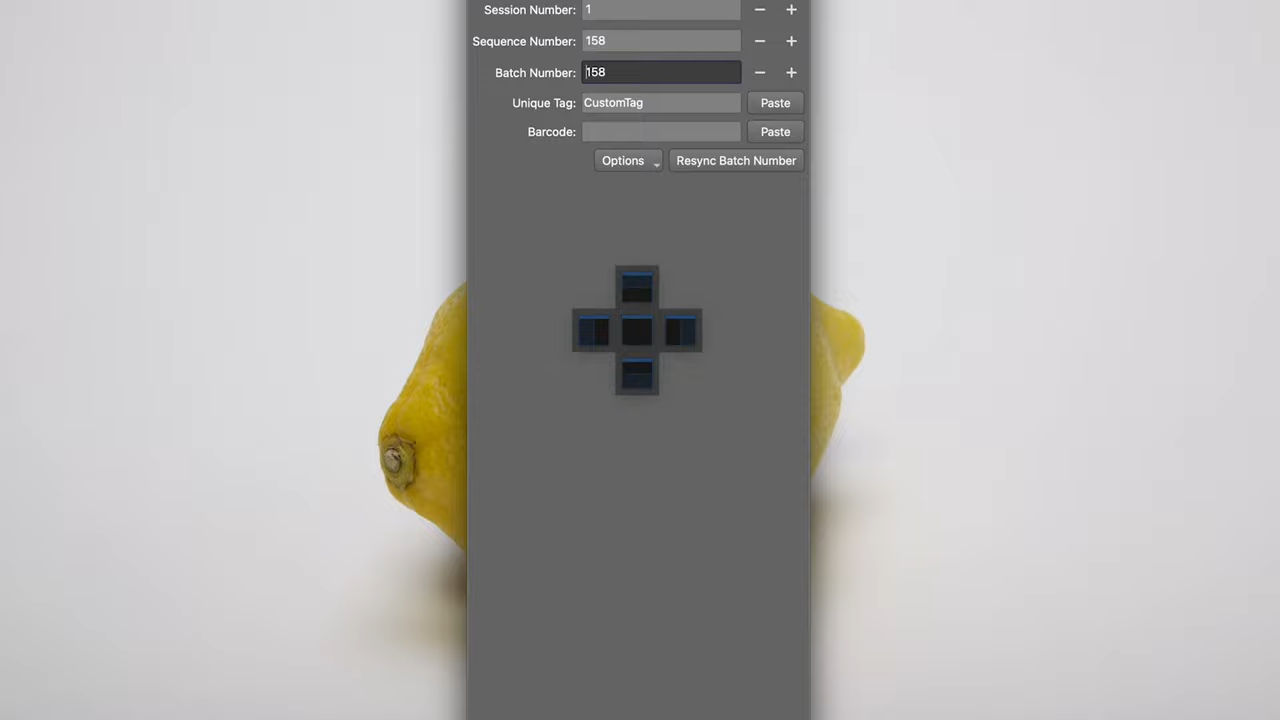 Session Number: 1
Sequence Number: 158
Batch Number: 158
Unique Tag: CustomTag Paste
Barcode: Paste
Options Resync Batch Number